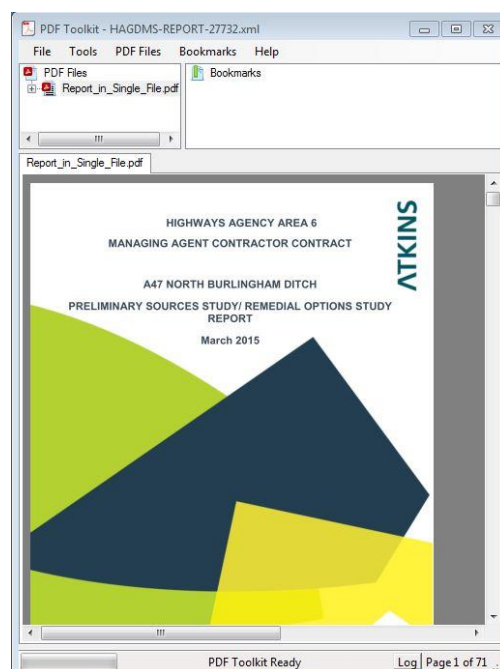 PDF Toolkit - HAGDMS-REPORT-27732.xml
File Tools PDF Files Bookmarks Help
PDF Files
Report_in_Single_File.pdf
Bookmarks
Report_in_Single_File.pdf
ATKINS
HIGHWAYS AGENCY AREA 6
MANAGING AGENT CONTRACTOR CONTRACT
A47 NORTH BURLINGHAM DITCH
PRELIMINARY SOURCES STUDY/ REMEDIAL OPTIONS STUDY
REPORT
March 2015
PDF Toolkit Ready Log Page 1 of 71